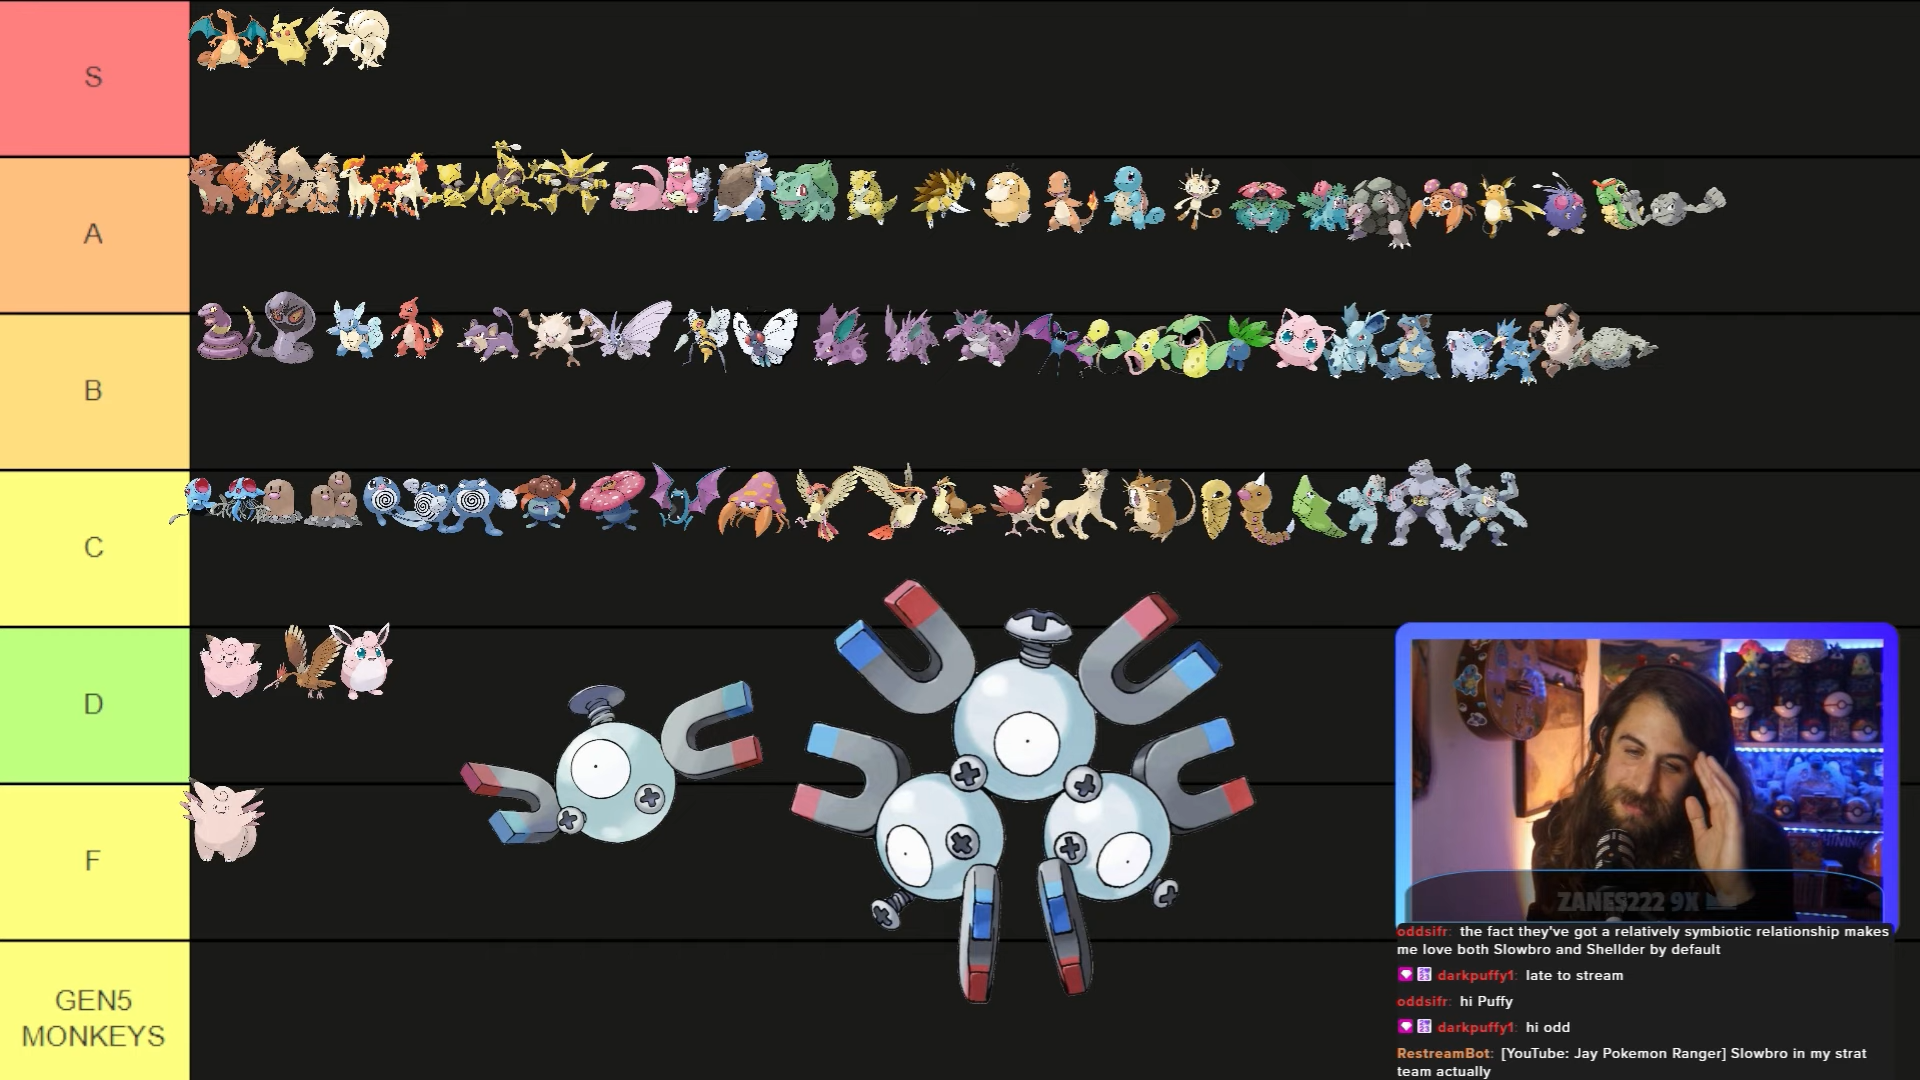 S
A
B
C
D
F
GEN5
MONKEYS
ZANES222 9X
oddsifr: the fact they've got a relatively symbiotic relationship makes
me love both Slowbro and Shellder by default
darkpuffy1: late to stream
oddsifr: hi Puffy
darkpuffy1: hi odd
RestreamBot: [YouTube: Jay Pokemon Ranger] Slowbro in my strat
team actually